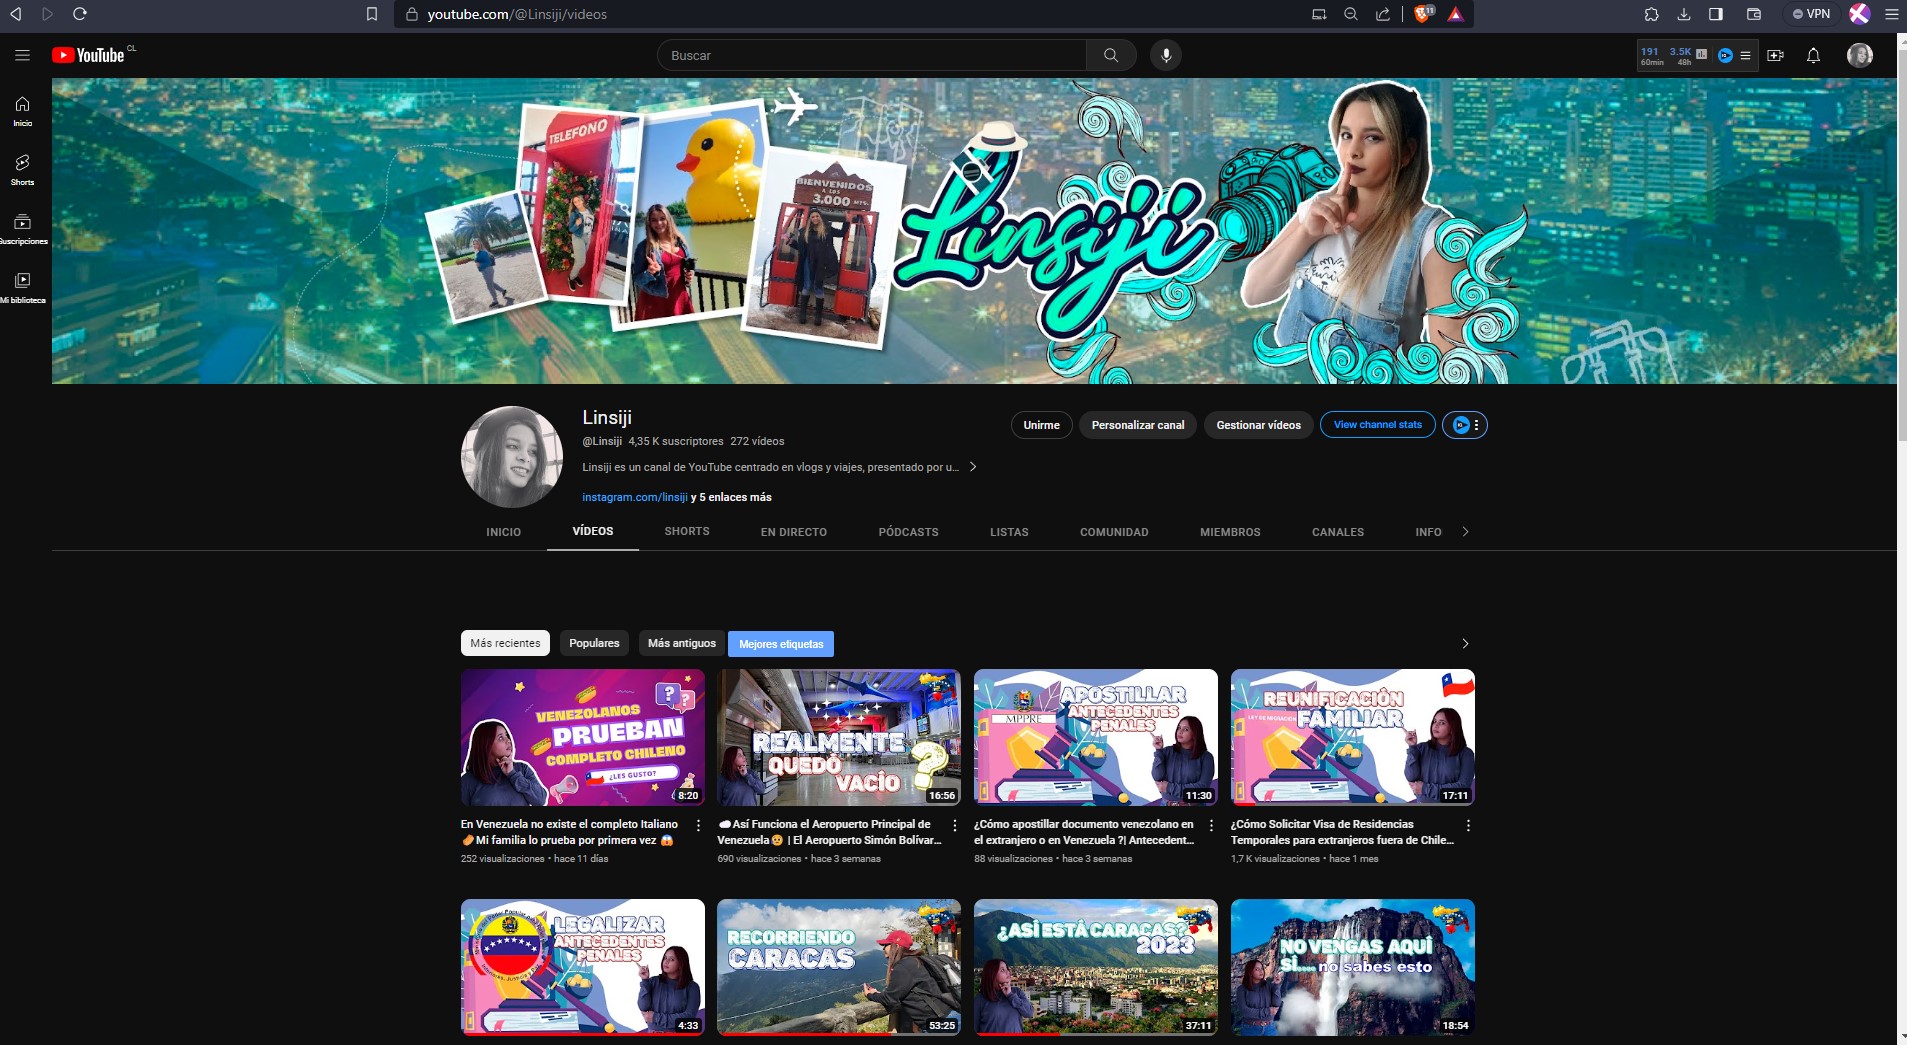 youtube.com/@Linsiji/videos
11
VPN
YouTube CL
Buscar
191 3.5K
60min 48h
Inicio
Shorts
Suscripciones
Mi biblioteca
TELEFONO
BIENVENIDOS
A LOS
3.000 MTS.
Linsiji
Linsiji
@Linsiji 4,35 K suscriptores 272 vídeos
Linsiji es un canal de YouTube centrado en vlogs y viajes, presentado por u...
instagram.com/linsiji y 5 enlaces más
Unirme
Personalizar canal
Gestionar vídeos
View channel stats
INICIO
VÍDEOS
SHORTS
EN DIRECTO
PÓDCASTS
LISTAS
COMUNIDAD
MIEMBROS
CANALES
INFO
Más recientes
Populares
Más antiguos
Mejores etiquetas
VENEZOLANOS
PRUEBAN
COMPLETO CHILENO
¿LES GUSTO?
8:20
En Venezuela no existe el completo Italiano
🌭Mi familia lo prueba por primera vez 😱
252 visualizaciones • hace 11 días
REALMENTE
QUEDÓ
VACÍO
?
16:56
☁️Así Funciona el Aeropuerto Principal de
Venezuela😢 | El Aeropuerto Simón Bolívar...
690 visualizaciones • hace 3 semanas
MPPRE
APOSTILLAR
ANTECEDENTES
PENALES
11:30
¿Cómo apostillar documento venezolano en
el extranjero o en Venezuela ?| Antecedent...
88 visualizaciones • hace 3 semanas
LEY DE MIGRACIÓN
REUNIFICACIÓN
FAMILIAR
17:11
¿Cómo Solicitar Visa de Residencias
Temporales para extranjeros fuera de Chile...
1,7 K visualizaciones • hace 1 mes
LEGALIZAR
ANTECEDENTES
PENALES
4:33
RECORRIENDO
CARACAS
53:25
¿ASÍ ESTÁ CARACAS?
2023
37:11
NO VENGAS AQUÍ
SÍ.... no sabes esto
18:54